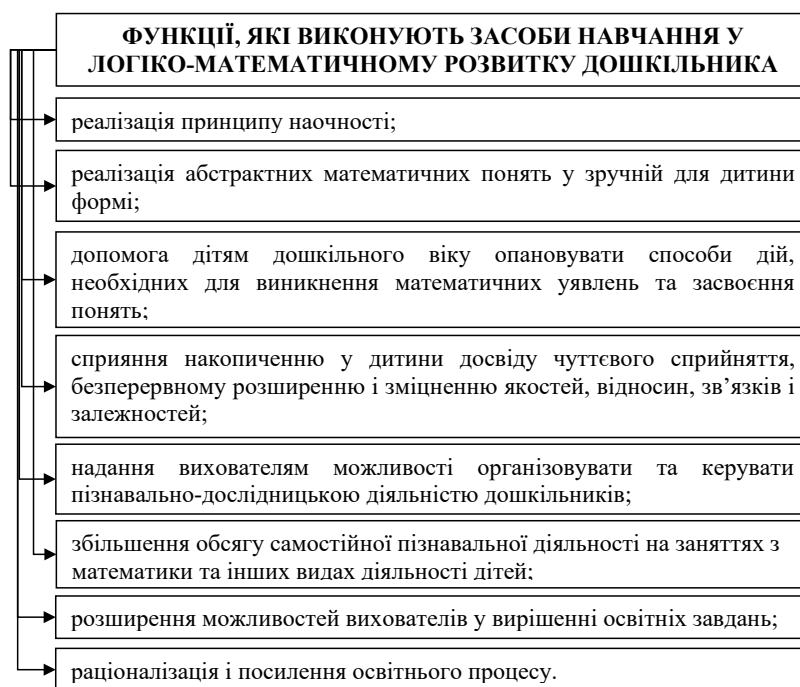 ФУНКЦІЇ, ЯКІ ВИКОНУЮТЬ ЗАСОБИ НАВЧАННЯ У
ЛОГІКО-МАТЕМАТИЧНОМУ РОЗВИТКУ ДОШКІЛЬНИКА
реалізація принципу наочності;
реалізація абстрактних математичних понять у зручній для дитини
формі;
допомога дітям дошкільного віку опановувати способи дій,
необхідних для виникнення математичних уявлень та засвоєння
понять;
сприяння накопиченню у дитини досвіду чуттєвого сприйняття,
безперервному розширенню і зміцненню якостей, відносин, зв’язків і
залежностей;
надання вихователям можливості організовувати та керувати
пізнавально-дослідницькою діяльністю дошкільників;
збільшення обсягу самостійної пізнавальної діяльності на заняттях з
математики та інших видах діяльності дітей;
розширення можливостей вихователів у вирішенні освітніх завдань;
раціоналізація і посилення освітнього процесу.